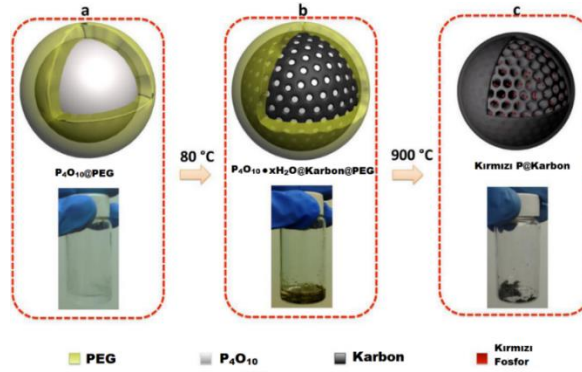 a
b
c
P₄O₁₀@PEG
80 °C
P₄O₁₀•xH₂O@Karbon@PEG
900 °C
Kırmızı P@Karbon
PEG
P₄O₁₀
Karbon
Kırmızı
Fosfor